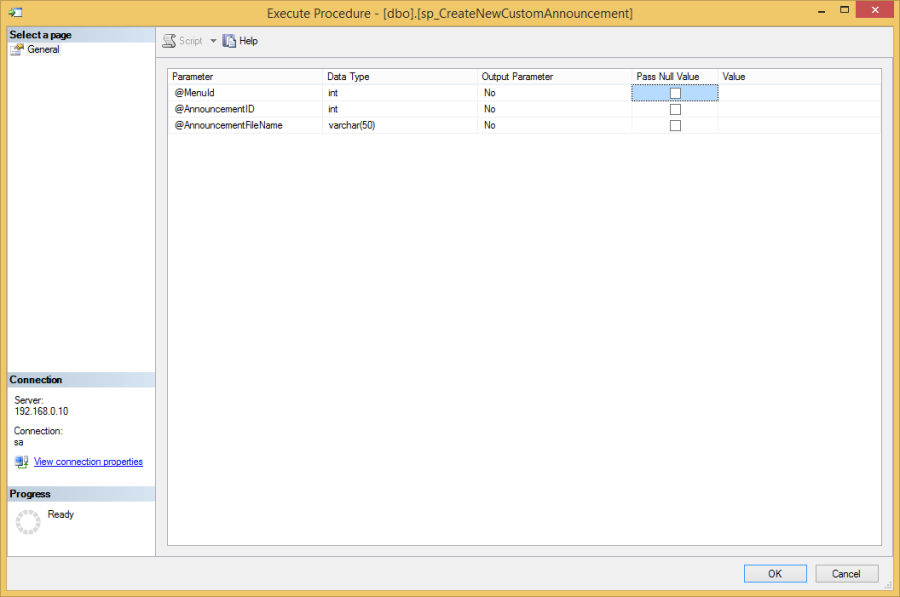 Execute Procedure - [dbo].[sp_CreateNewCustomAnnouncement]
Select a page
General
Script Help
Parameter Data Type Output Parameter Pass Null Value Value
@MenuId int No
@AnnouncementID int No
@AnnouncementFileName varchar(50) No
Connection
Server:
192.168.0.10
Connection:
sa
View connection properties
Progress
Ready
OK Cancel